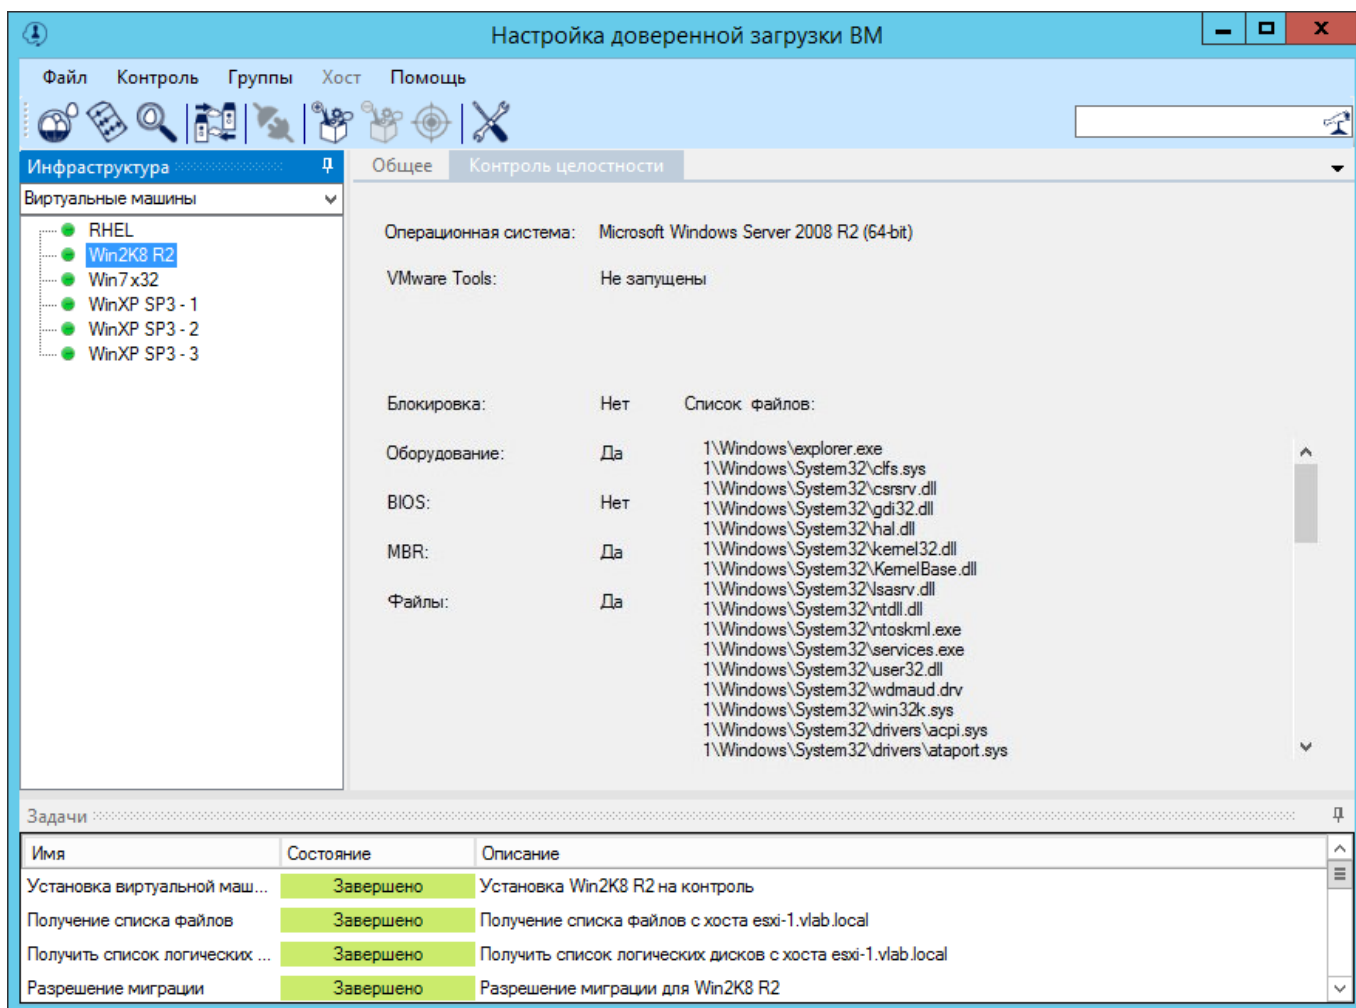 Настройка доверенной загрузки ВМ
Файл Контроль Группы Хост Помощь
Инфраструктура
Виртуальные машины
RHEL
Win2K8 R2
Win7x32
WinXP SP3 - 1
WinXP SP3 - 2
WinXP SP3 - 3
Общее Контроль целостности
Операционная система: Microsoft Windows Server 2008 R2 (64-bit)
VMware Tools: Не запущены
Блокировка: Нет
Оборудование: Да
BIOS: Нет
MBR: Да
Файлы: Да
Список файлов:
1\Windows\explorer.exe
1\Windows\System32\clfs.sys
1\Windows\System32\csrsrv.dll
1\Windows\System32\gdi32.dll
1\Windows\System32\hal.dll
1\Windows\System32\kernel32.dll
1\Windows\System32\KernelBase.dll
1\Windows\System32\lsasrv.dll
1\Windows\System32\ntdll.dll
1\Windows\System32\ntoskrnl.exe
1\Windows\System32\services.exe
1\Windows\System32\user32.dll
1\Windows\System32\wdmaud.drv
1\Windows\System32\win32k.sys
1\Windows\System32\drivers\acpi.sys
1\Windows\System32\drivers\ataport.sys
Задачи
Имя Состояние Описание
Установка виртуальной маш... Завершено Установка Win2K8 R2 на контроль
Получение списка файлов Завершено Получение списка файлов с хоста esxi-1.vlab.local
Получить список логических ... Завершено Получить список логических дисков с хоста esxi-1.vlab.local
Разрешение миграции Завершено Разрешение миграции для Win2K8 R2